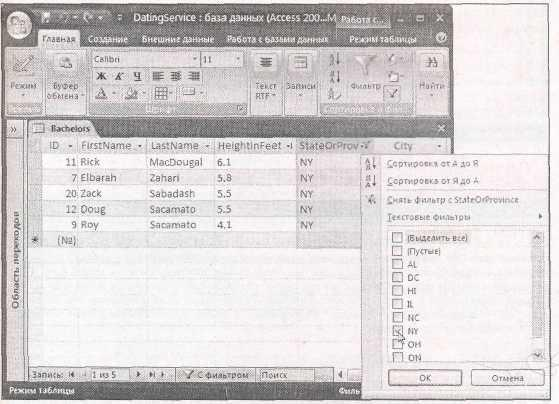 DatingService : база данных (Access 200...M Работа с...
Главная Создание Внешние данные Работа с базами данных Режим таблицы
Режим
Буфер обмена
Calibri 11
Ж К Ч
Текст RTF
Записи
Фильтр
Найти
Bachelors
ID FirstName LastName HeightInFeet StateOrProv City
11 Rick MacDougal 6.1 NY
7 Elbarah Zahari 5,8 NY
20 Zack Sabadash 5,5 NY
12 Doug Sacamato 5.5 NY
9 Roy Sacamato 4,1 NY
* (№)
Область переходов
Сортировка от А до Я
Сортировка от Я до А
Снять фильтр с StateOrProvince
Текстовые фильтры
(Выделить все)
(Пустые)
AL
DC
HI
IL
NC
NY
OH
ON
OK Отмена
Запись: 1 из 5 С фильтром Поиск
Режим таблицы